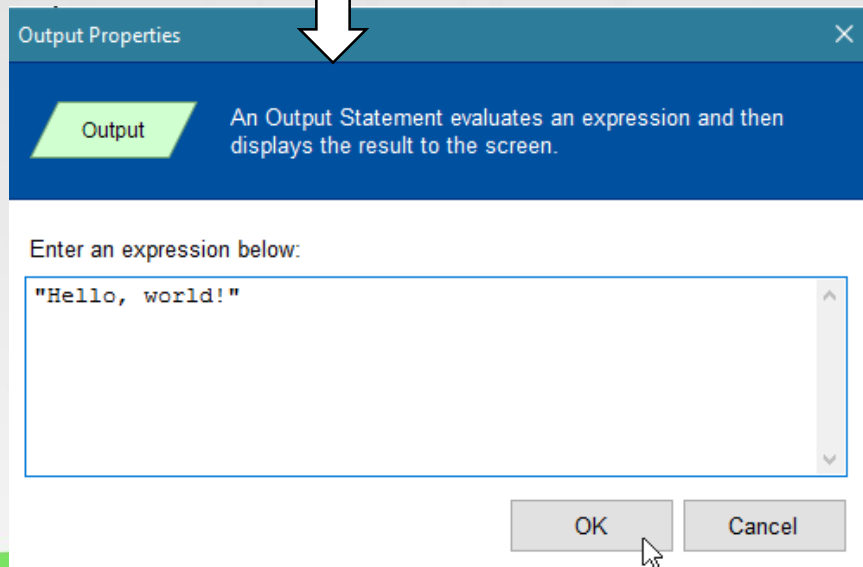 Output Properties
Output
An Output Statement evaluates an expression and then
displays the result to the screen.
Enter an expression below:
"Hello, world!"
OK
Cancel